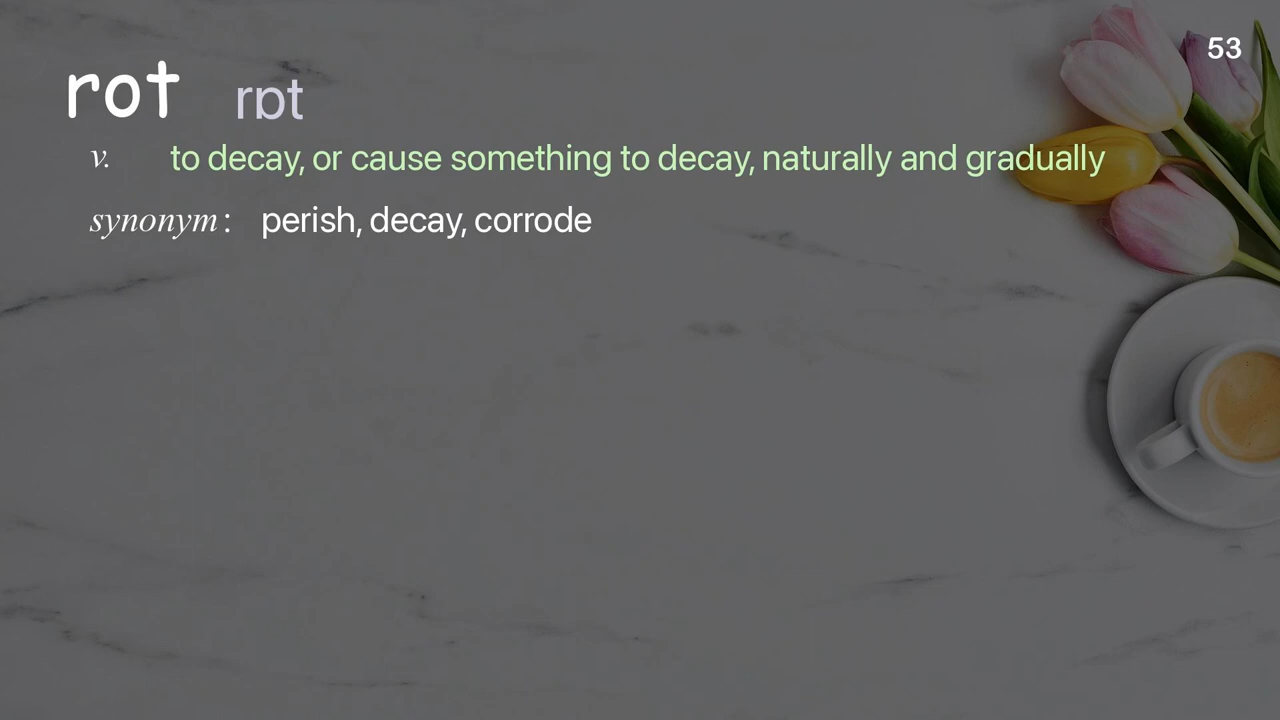 53
rot rɒt
v. to decay, or cause something to decay, naturally and gradually
synonym : perish, decay, corrode